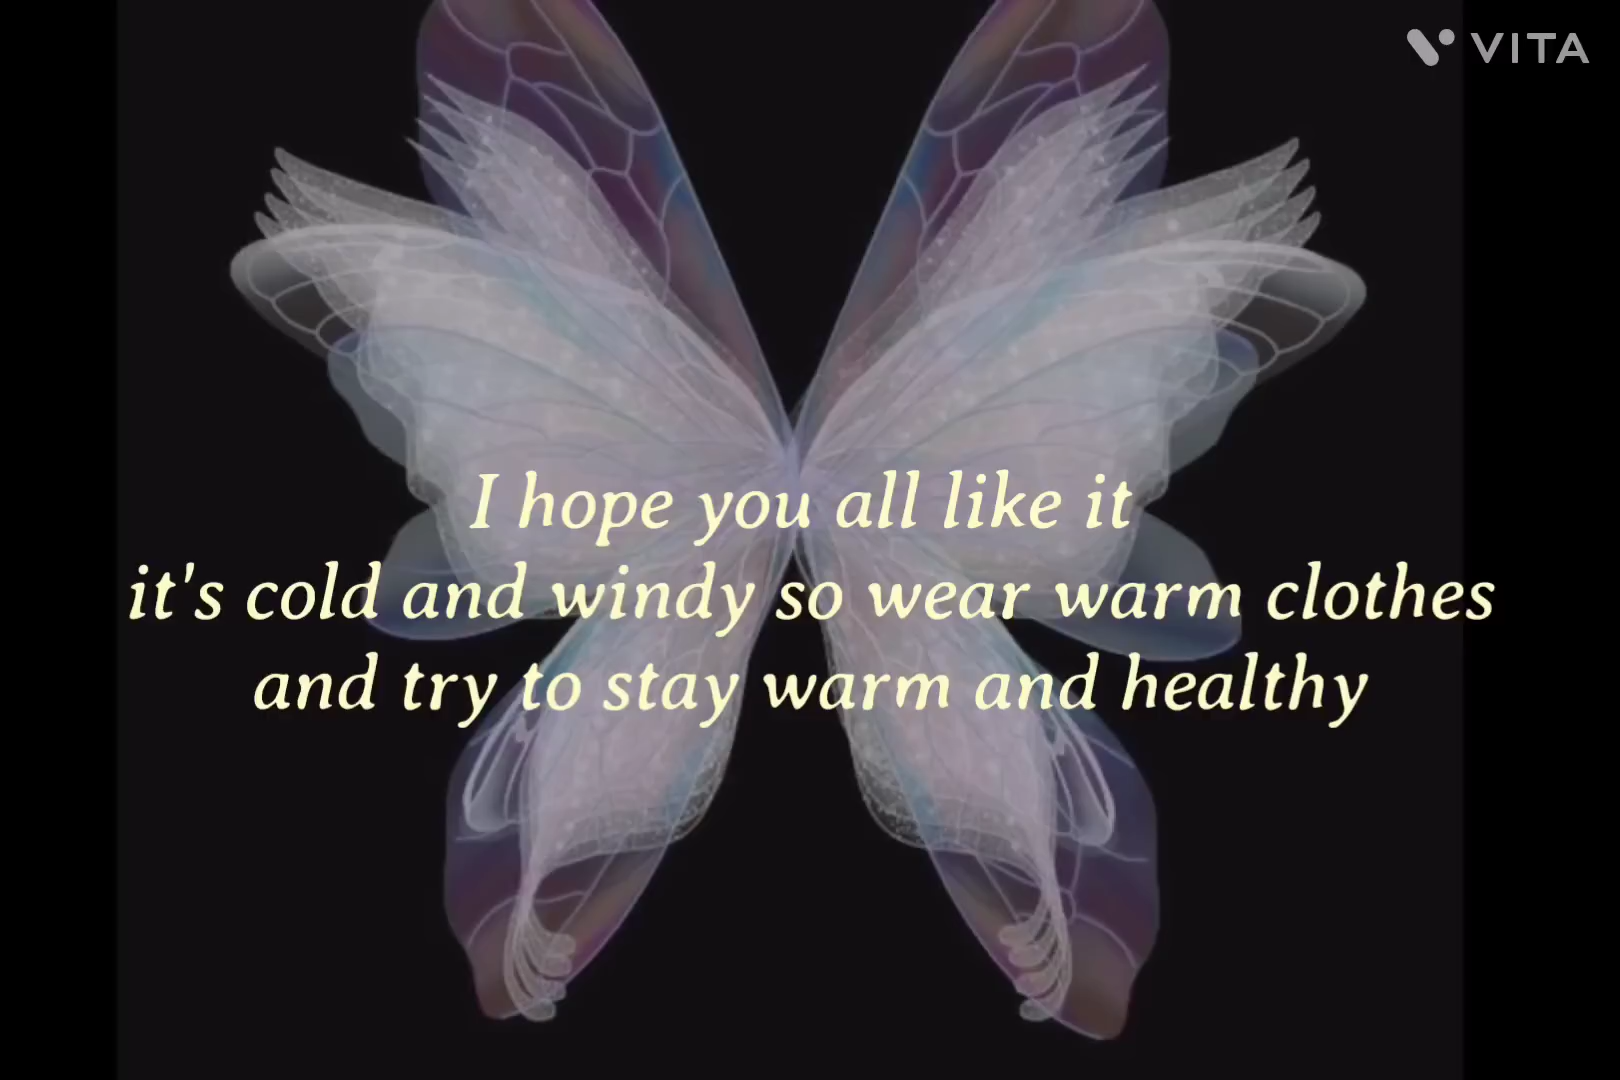 VITA
I hope you all like it
it's cold and windy so wear warm clothes
and try to stay warm and healthy